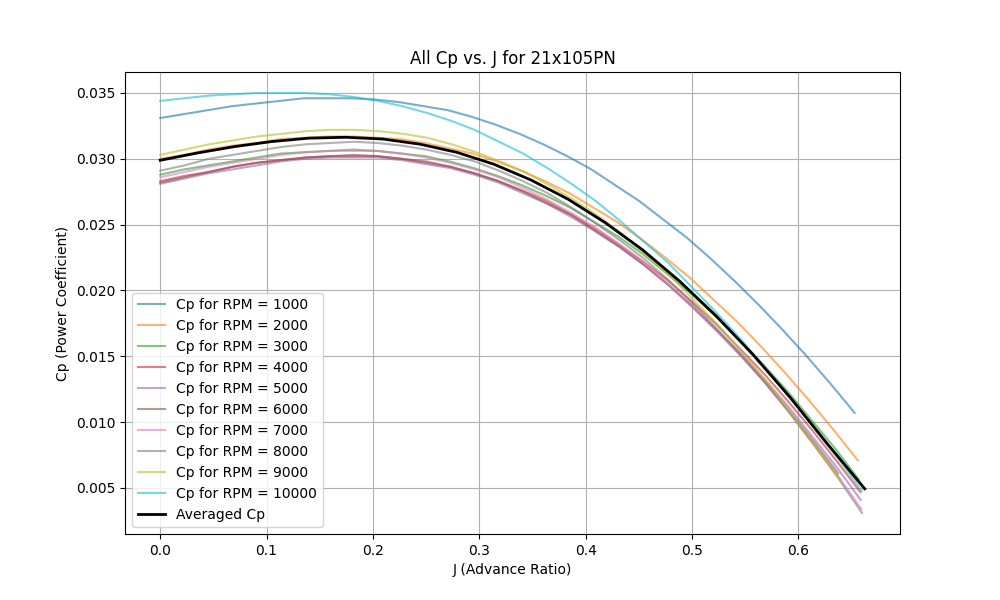 All Cp vs. J for 21x105PN
Cp (Power Coefficient)
0.035
0.030
0.025
0.020
0.015
0.010
0.005
Cp for RPM = 1000
Cp for RPM = 2000
Cp for RPM = 3000
Cp for RPM = 4000
Cp for RPM = 5000
Cp for RPM = 6000
Cp for RPM = 7000
Cp for RPM = 8000
Cp for RPM = 9000
Cp for RPM = 10000
Averaged Cp
0.0 0.1 0.2 0.3 0.4 0.5 0.6
J (Advance Ratio)